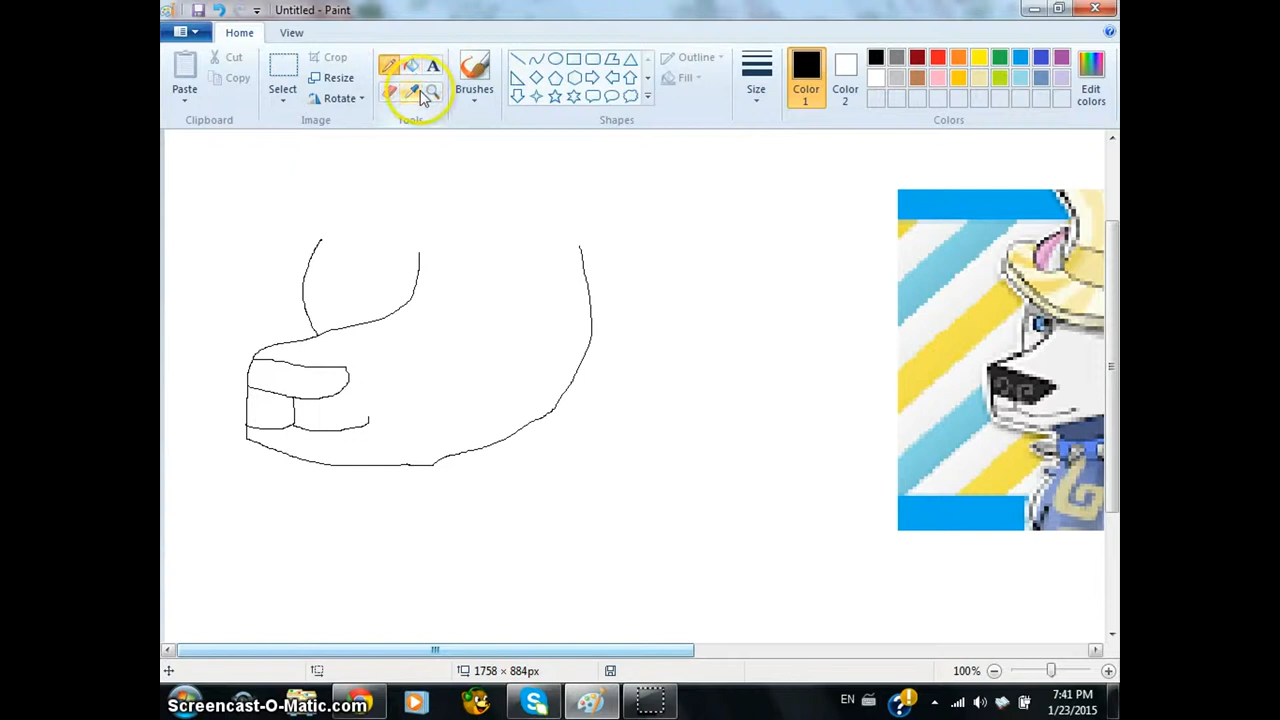 Untitled - Paint
Home
View
Paste
Cut
Copy
Clipboard
Select
Crop
Resize
Rotate
Image
A
Tools
Brushes
Shapes
Outline
Fill
Size
Color 1
Color 2
Edit colors
Colors
1758 × 884px
100%
EN
7:41 PM
1/23/2015
Screencast-O-Matic.com